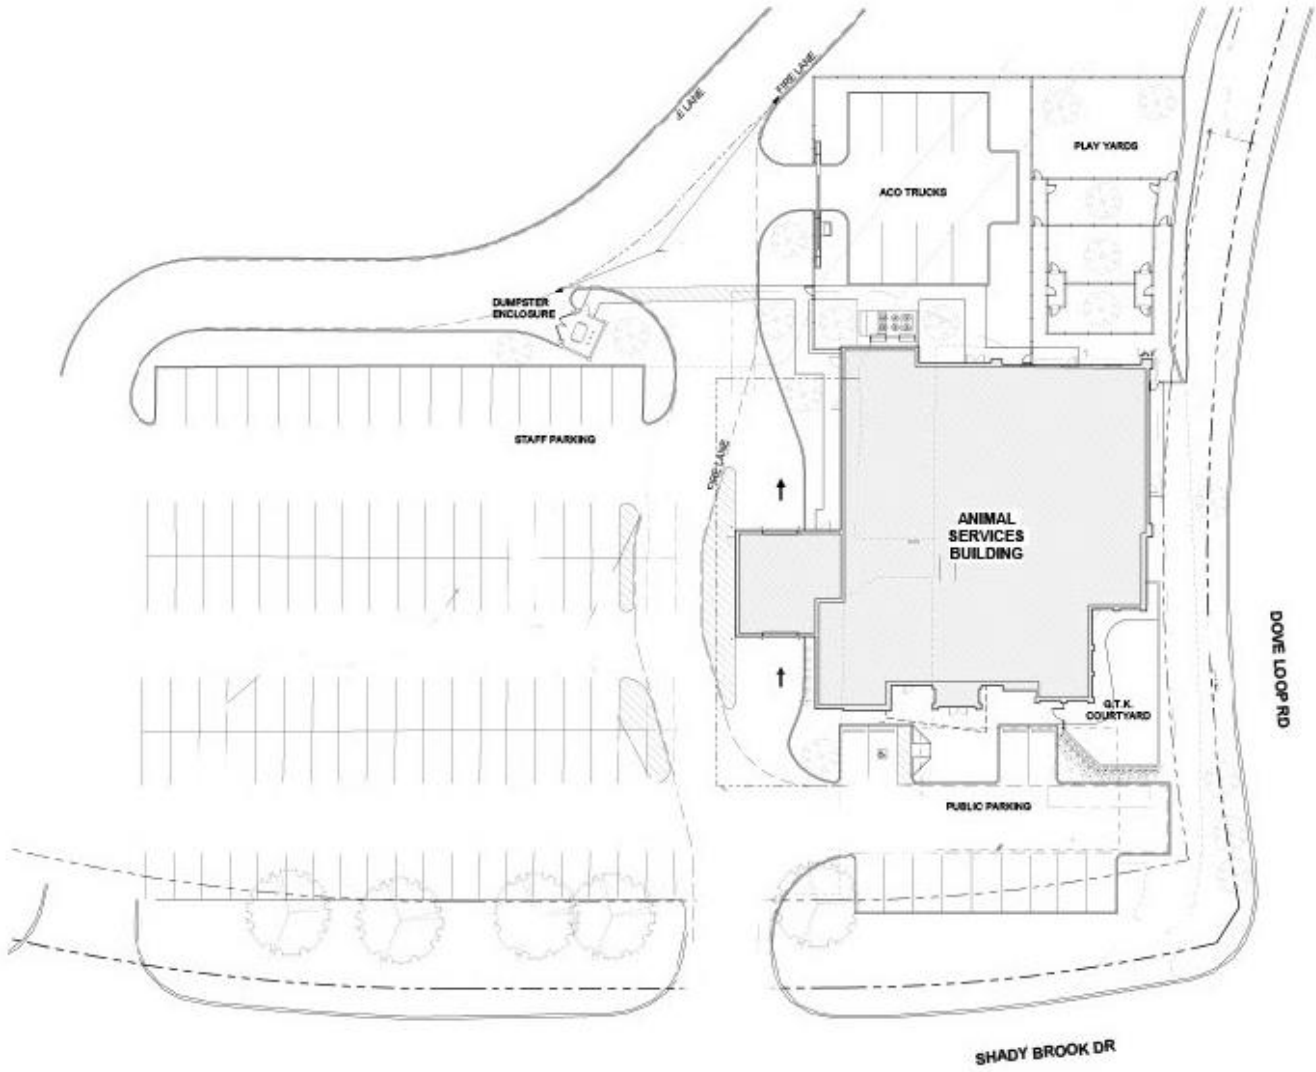 FIRE LANE
E LANE
PLAY YARDS
ACO TRUCKS
DUMPSTER
ENCLOSURE
STAFF PARKING
FIRE LANE
ANIMAL
SERVICES
BUILDING
DOVE LOOP RD
G.T.K.
COURTYARD
PUBLIC PARKING
SHADY BROOK DR